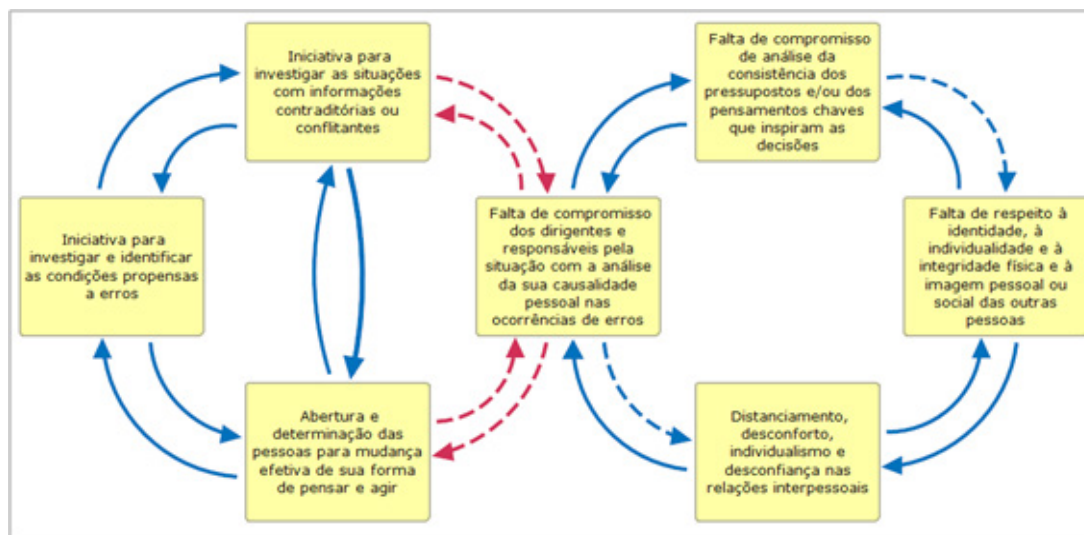 Iniciativa para
investigar as situações
com informações
contraditórias ou
conflitantes
Falta de compromisso
de análise da
consistência dos
pressupostos e/ou dos
pensamentos chaves
que inspiram as
decisões
Iniciativa para
investigar e identificar
as condições propensas
a erros
Falta de compromisso
dos dirigentes e
responsáveis pela
situação com a análise
da sua causalidade
pessoal nas
ocorrências de erros
Falta de respeito à
identidade, à
individualidade e à
integridade física e à
imagem pessoal ou
social das outras
pessoas
Abertura e
determinação das
pessoas para mudança
efetiva de sua forma
de pensar e agir
Distanciamento,
desconforto,
individualismo e
desconfiança nas
relações interpessoais